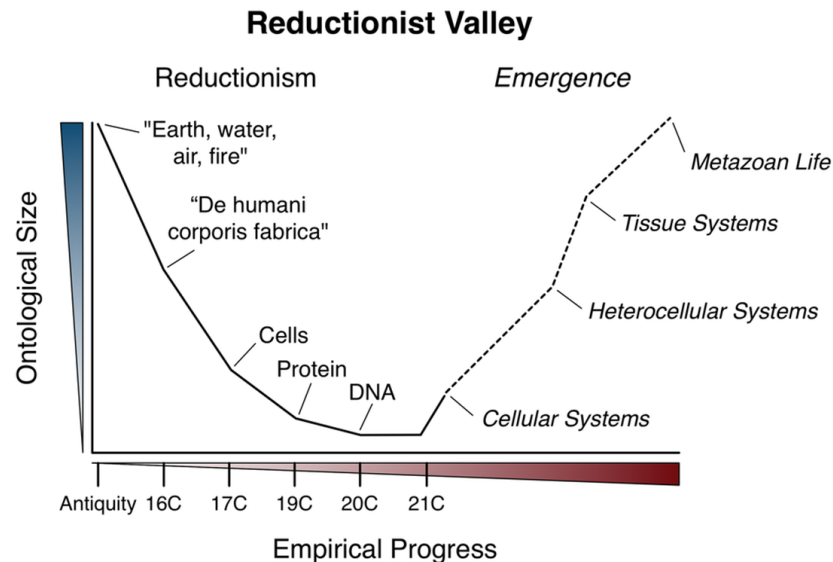 Reductionist Valley
Reductionism
Emergence
"Earth, water,
air, fire"
“De humani
corporis fabrica"
Cells
Protein
DNA
Metazoan Life
Tissue Systems
Heterocellular Systems
Cellular Systems
Ontological Size
Antiquity 16C 17C 19C 20C 21C
Empirical Progress